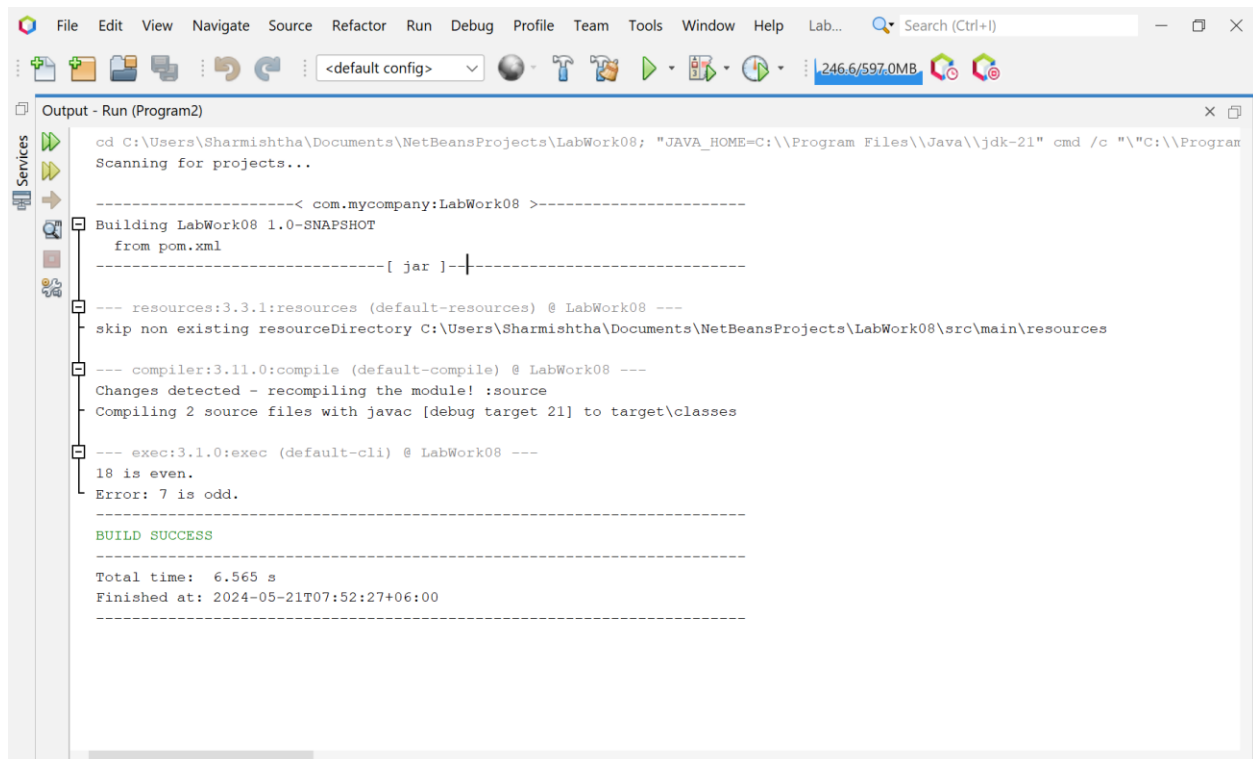 File Edit View Navigate Source Refactor Run Debug Profile Team Tools Window Help Lab... Search (Ctrl+I)
<default config> 246.6/597.0MB
Output - Run (Program2)
Services
cd C:\Users\Sharmishtha\Documents\NetBeansProjects\LabWork08; "JAVA_HOME=C:\\Program Files\\Java\\jdk-21" cmd /c "\"C:\\Program
Scanning for projects...
----------------------< com.mycompany:LabWork08 >-----------------------
Building LabWork08 1.0-SNAPSHOT
from pom.xml
--------------------------------[ jar ]---------------------------------
--- resources:3.3.1:resources (default-resources) @ LabWork08 ---
skip non existing resourceDirectory C:\Users\Sharmishtha\Documents\NetBeansProjects\LabWork08\src\main\resources
--- compiler:3.11.0:compile (default-compile) @ LabWork08 ---
Changes detected - recompiling the module! :source
Compiling 2 source files with javac [debug target 21] to target\classes
--- exec:3.1.0:exec (default-cli) @ LabWork08 ---
18 is even.
Error: 7 is odd.
------------------------------------------------------------------------
BUILD SUCCESS
------------------------------------------------------------------------
Total time:  6.565 s
Finished at: 2024-05-21T07:52:27+06:00
------------------------------------------------------------------------